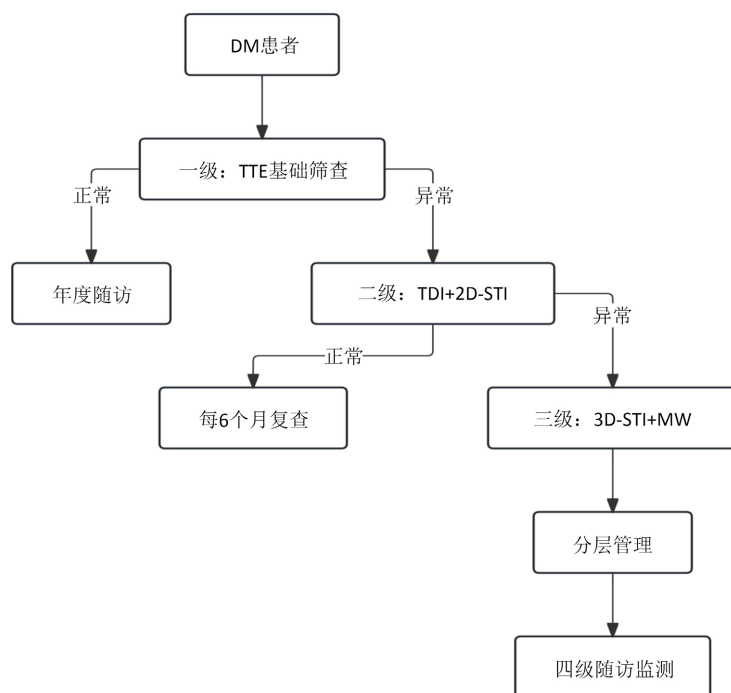 DM患者
一级：TTE基础筛查
正常
异常
年度随访
二级：TDI+2D-STI
异常
正常
每6个月复查
三级：3D-STI+MW
分层管理
四级随访监测